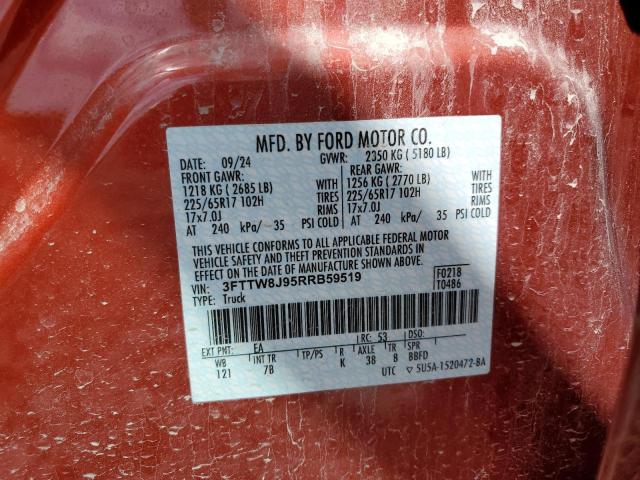 MFD. BY FORD MOTOR CO.
DATE: 09/24 GVWR: 2350 KG ( 5180 LB)
FRONT GAWR: REAR GAWR:
1218 KG ( 2685 LB) WITH 1256 KG ( 2770 LB) WITH
225/65R17 102H TIRES 225/65R17 102H TIRES
17x7.0J RIMS 17x7.0J RIMS
AT 240 kPa/ 35 PSI COLD AT 240 kPa/ 35 PSI COLD
THIS VEHICLE CONFORMS TO ALL APPLICABLE FEDERAL MOTOR
VEHICLE SAFETY AND THEFT PREVENTION STANDARDS IN
EFFECT ON THE DATE OF MANUFACTURE SHOWN ABOVE.
VIN: 3FTTW8J95RRB59519 F0218
TYPE: Truck T0486
EXT PNT: EA RC: 53 DSO:
WB INT TR TP/PS R AXLE TR SPR
121 7B K 3B 8 BBFD
UTC ▽ 5U5A-1520472-BA